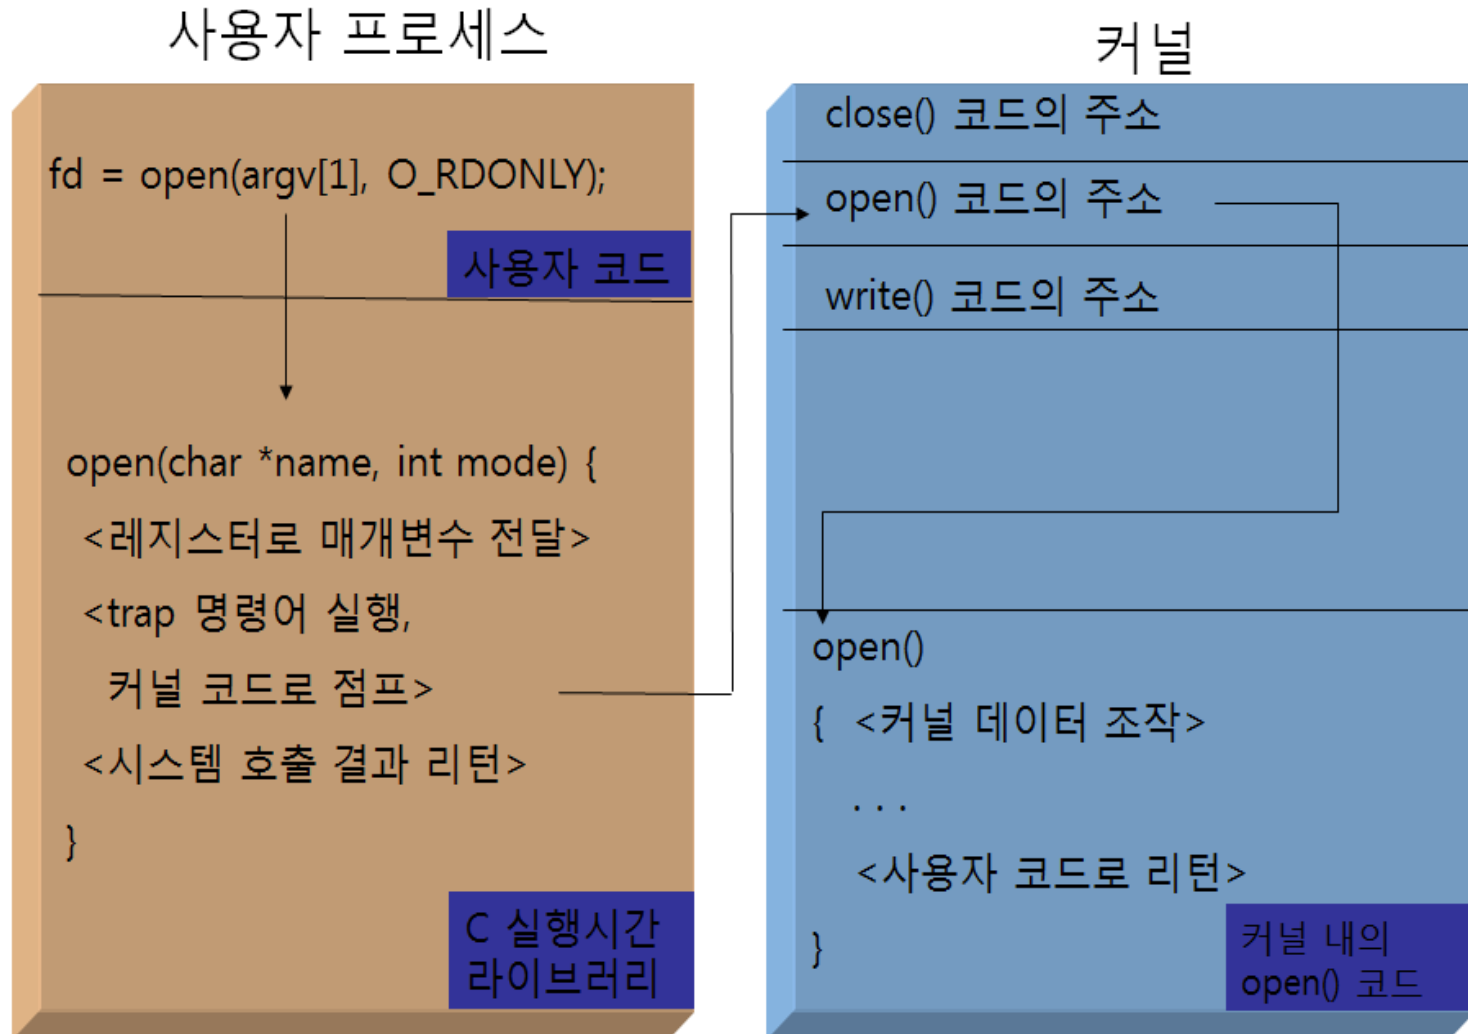 사용자 프로세스
fd = open(argv[1], O_RDONLY);
사용자 코드
open(char *name, int mode) {
<레지스터로 매개변수 전달>
<trap 명령어 실행,
커널 코드로 점프>
<시스템 호출 결과 리턴>
}
C 실행시간
라이브러리
커널
close() 코드의 주소
open() 코드의 주소
write() 코드의 주소
open()
{ <커널 데이터 조작>
. . .
<사용자 코드로 리턴>
}
커널 내의
open() 코드